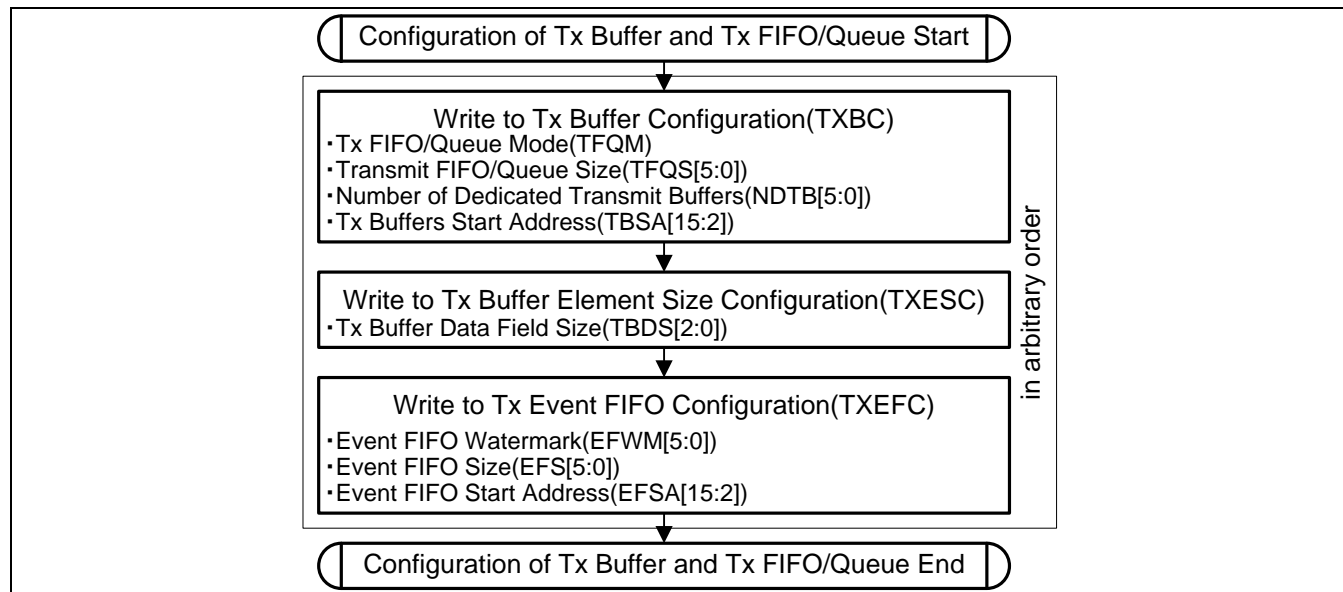 Configuration of Tx Buffer and Tx FIFO/Queue Start
Write to Tx Buffer Configuration(TXBC)
・Tx FIFO/Queue Mode(TFQM)
・Transmit FIFO/Queue Size(TFQS[5:0])
・Number of Dedicated Transmit Buffers(NDTB[5:0])
・Tx Buffers Start Address(TBSA[15:2])
Write to Tx Buffer Element Size Configuration(TXESC)
・Tx Buffer Data Field Size(TBDS[2:0])
Write to Tx Event FIFO Configuration(TXEFC)
・Event FIFO Watermark(EFWM[5:0])
・Event FIFO Size(EFS[5:0])
・Event FIFO Start Address(EFSA[15:2])
in arbitrary order
Configuration of Tx Buffer and Tx FIFO/Queue End